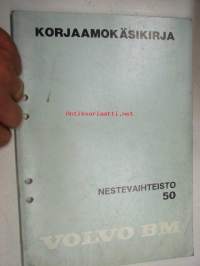 KORJAAMOKÄSIKIRJA
NESTEVAIHTEISTO
50
VOLVO BM